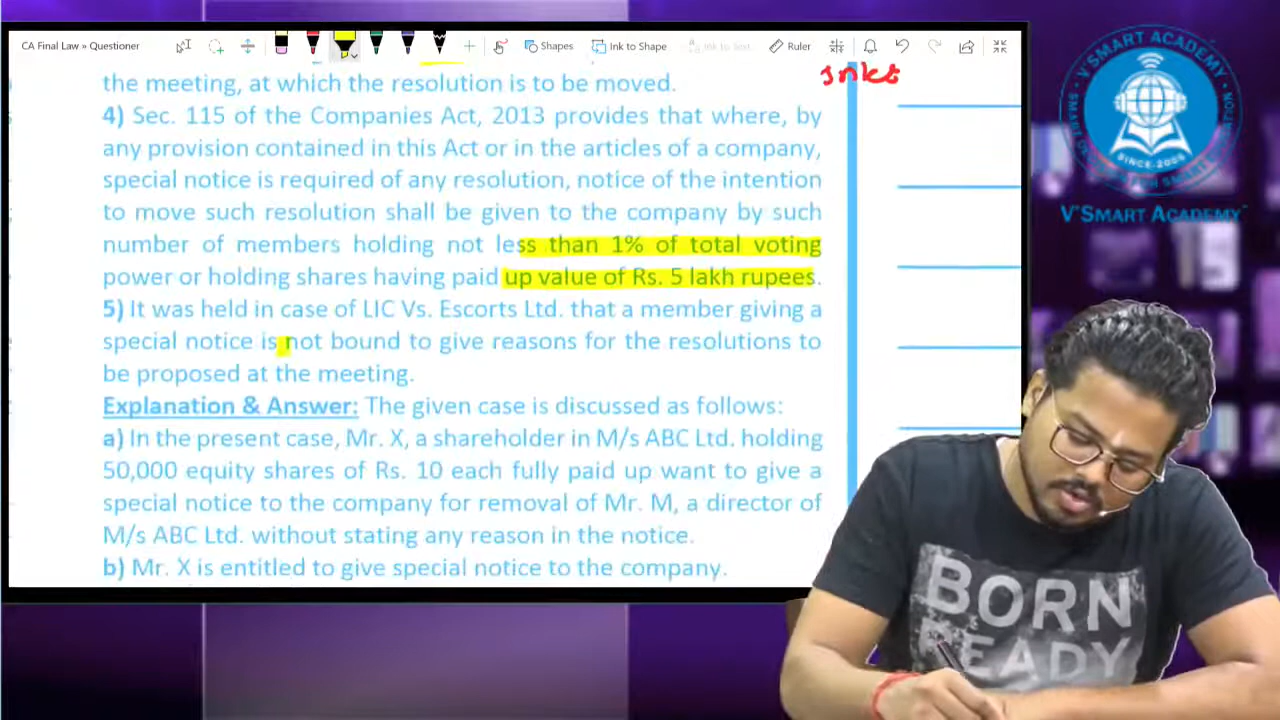 CA Final Law » Questioner
Shapes
Ink to Shape
Ink to Text
Ruler
inkt
the meeting, at which the resolution is to be moved.
4) Sec. 115 of the Companies Act, 2013 provides that where, by
any provision contained in this Act or in the articles of a company,
special notice is required of any resolution, notice of the intention
to move such resolution shall be given to the company by such
number of members holding not less than 1% of total voting
power or holding shares having paid up value of Rs. 5 lakh rupees.
5) It was held in case of LIC Vs. Escorts Ltd. that a member giving a
special notice is not bound to give reasons for the resolutions to
be proposed at the meeting.
Explanation & Answer: The given case is discussed as follows:
a) In the present case, Mr. X, a shareholder in M/s ABC Ltd. holding
50,000 equity shares of Rs. 10 each fully paid up want to give a
special notice to the company for removal of Mr. M, a director of
M/s ABC Ltd. without stating any reason in the notice.
b) Mr. X is entitled to give special notice to the company.
V'SMART ACADEMY
SINCE-2006
V'SMART ACADEMY
BORN
READY